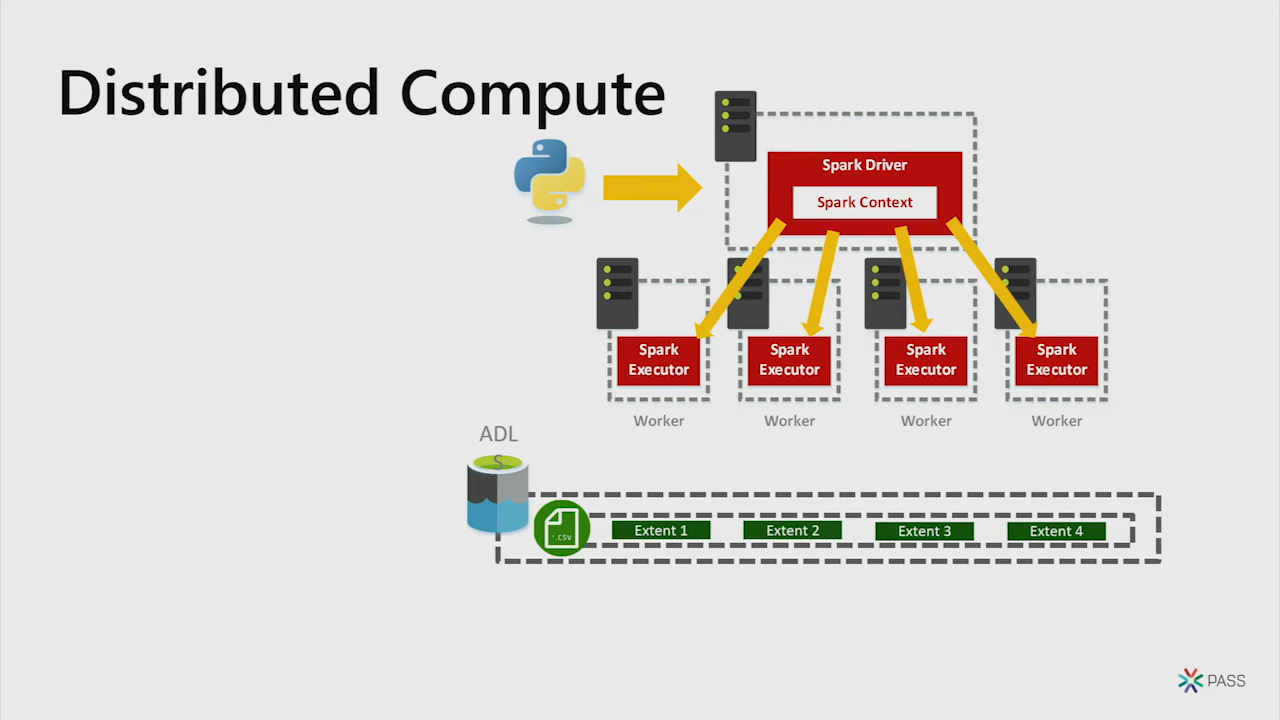 Distributed Compute
Spark Driver
Spark Context
Spark
Executor
Spark
Executor
Spark
Executor
Spark
Executor
Worker
Worker
Worker
Worker
ADL
S
*.CSV
Extent 1
Extent 2
Extent 3
Extent 4
PASS